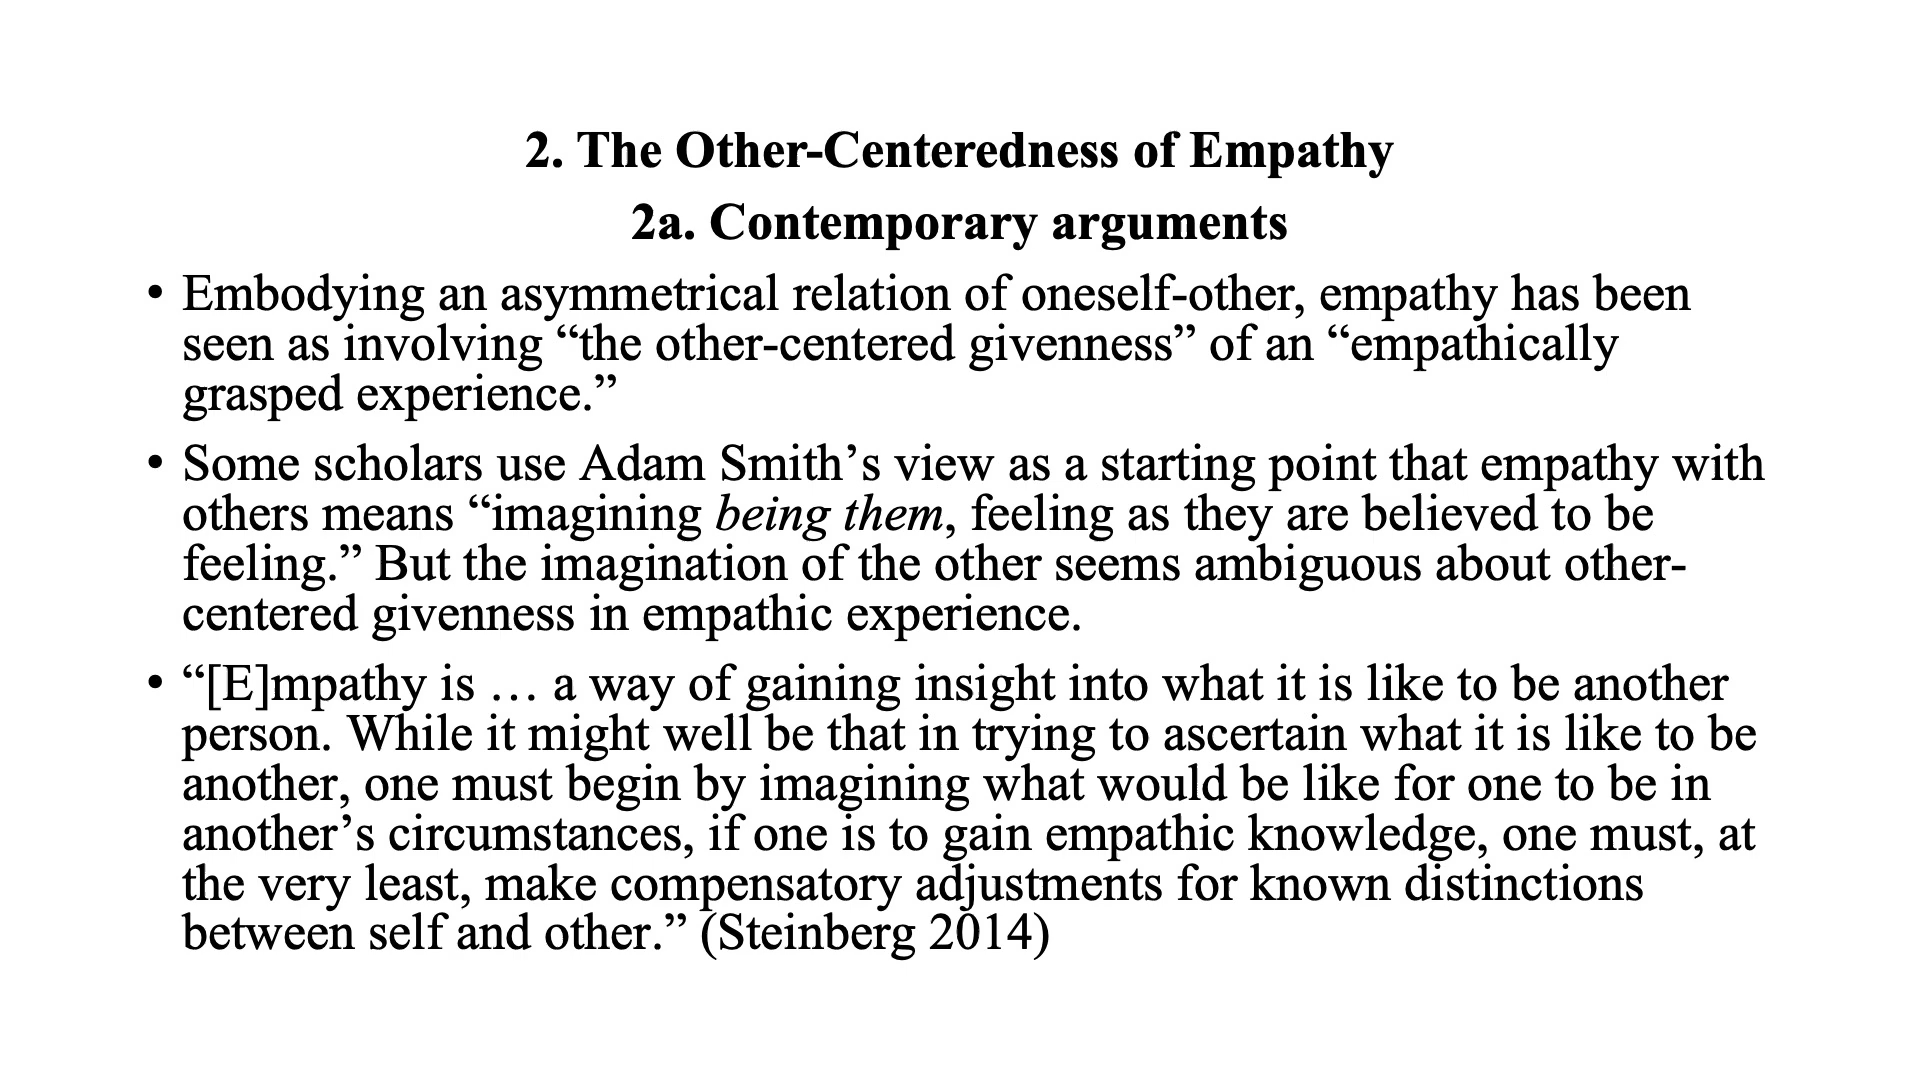 2. The Other-Centeredness of Empathy
2a. Contemporary arguments
• Embodying an asymmetrical relation of oneself-other, empathy has been
seen as involving “the other-centered givenness” of an “empathically
grasped experience.”
• Some scholars use Adam Smith’s view as a starting point that empathy with
others means “imagining being them, feeling as they are believed to be
feeling.” But the imagination of the other seems ambiguous about other-
centered givenness in empathic experience.
• “[E]mpathy is … a way of gaining insight into what it is like to be another
person. While it might well be that in trying to ascertain what it is like to be
another, one must begin by imagining what would be like for one to be in
another’s circumstances, if one is to gain empathic knowledge, one must, at
the very least, make compensatory adjustments for known distinctions
between self and other.” (Steinberg 2014)